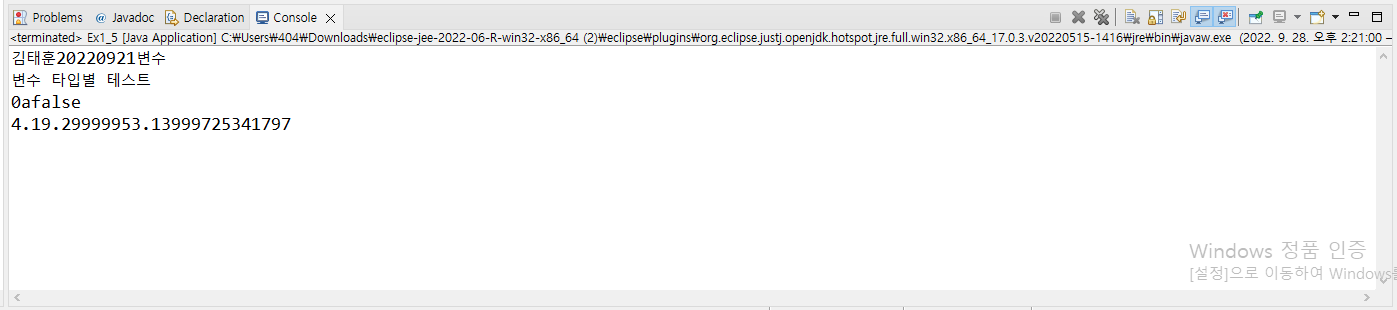 Problems @ Javadoc Declaration Console
<terminated> Ex1_5 [Java Application] C:₩Users₩404₩Downloads₩eclipse-jee-2022-06-R-win32-x86_64 (2)₩eclipse₩plugins₩org.eclipse.justj.openjdk.hotspot.jre.full.win32.x86_64_17.0.3.v20220515-1416₩jre₩bin₩javaw.exe (2022. 9. 28. 오후 2:21:00 –
김태훈20220921변수
변수 타입별 테스트
0afalse
4.19.29999953.13999725341797
Windows 정품 인증
[설정]으로 이동하여 Windows를